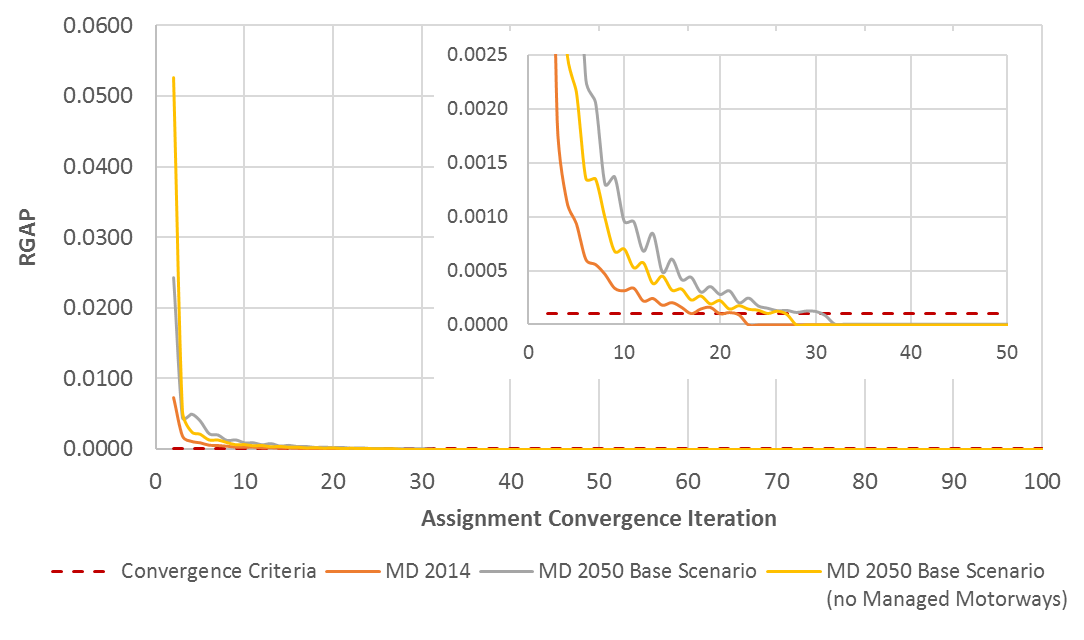 0.0600
0.0500
0.0400
0.0300
0.0200
0.0100
0.0000
RGAP
0.0025
0.0020
0.0015
0.0010
0.0005
0.0000
0 10 20 30 40 50
0 10 20 30 40 50 60 70 80 90 100
Assignment Convergence Iteration
Convergence Criteria MD 2014 MD 2050 Base Scenario MD 2050 Base Scenario
(no Managed Motorways)